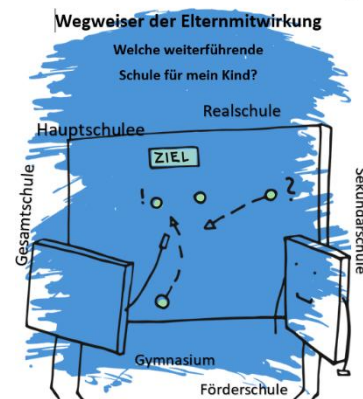 Wegweiser der Elternmitwirkung
Welche weiterführende
Schule für mein Kind?
Realschule
Hauptschulee
ZIEL
!
?
Gesamtschule
Sekundarschule
Gymnasium
Förderschule